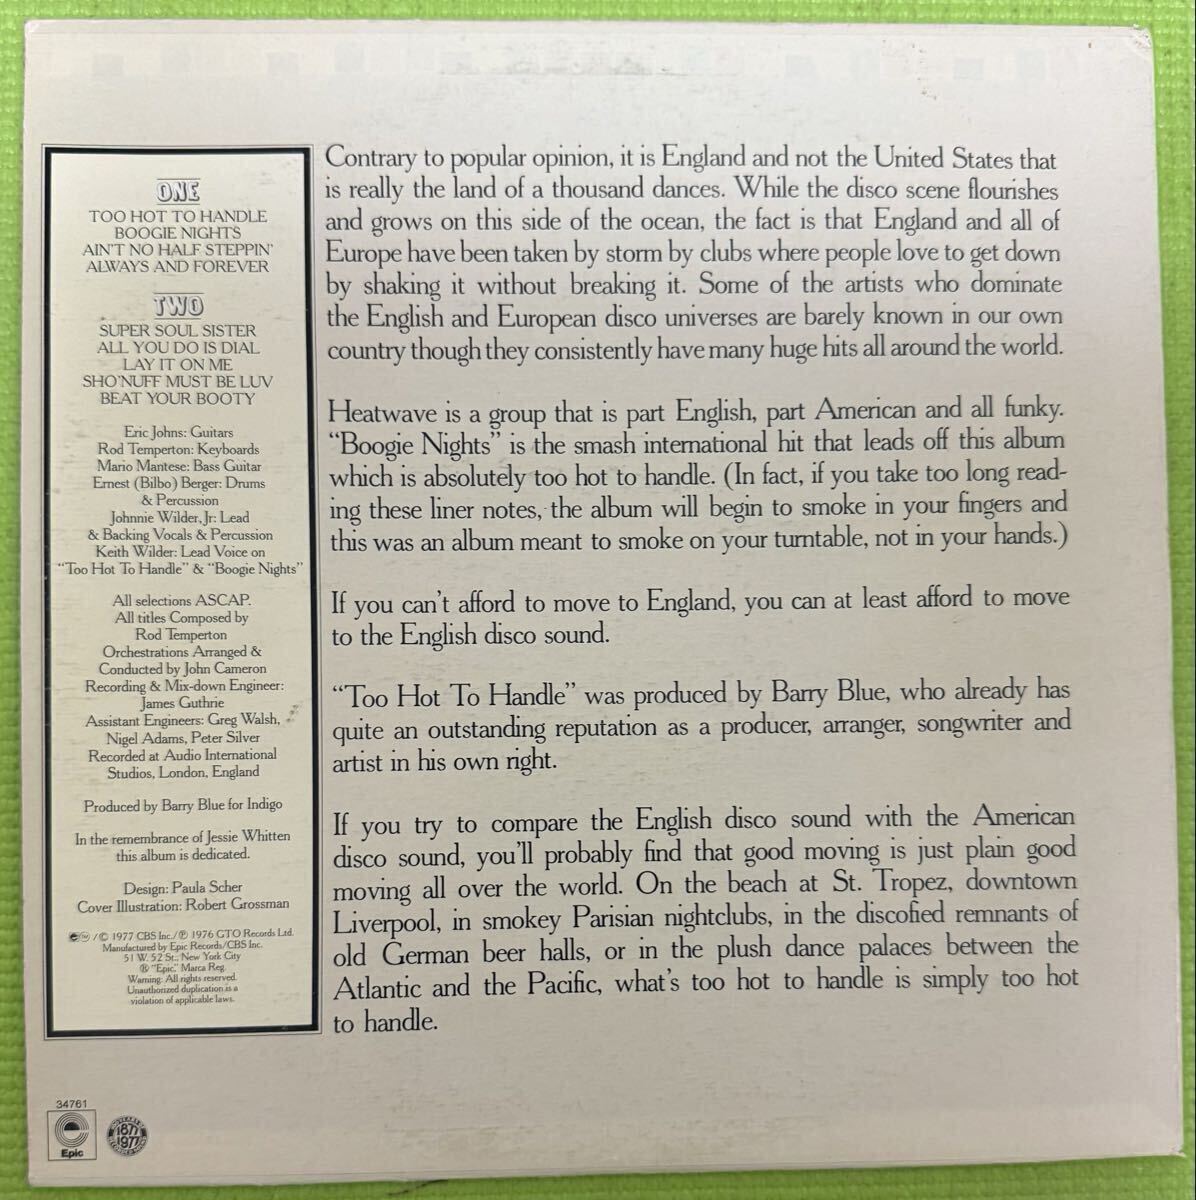 ONE
TOO HOT TO HANDLE
BOOGIE NIGHTS
AIN'T NO HALF STEPPIN'
ALWAYS AND FOREVER
TWO
SUPER SOUL SISTER
ALL YOU DO IS DIAL
LAY IT ON ME
SHO'NUFF MUST BE LUV
BEAT YOUR BOOTY
Eric Johns: Guitars
Rod Temperton: Keyboards
Mario Mantese: Bass Guitar
Ernest (Bilbo) Berger: Drums
& Percussion
Johnnie Wilder, Jr: Lead
& Backing Vocals & Percussion
Keith Wilder: Lead Voice on
"Too Hot To Handle" & "Boogie Nights"
All selections ASCAP.
All titles Composed by
Rod Temperton
Orchestrations Arranged &
Conducted by John Cameron
Recording & Mix-down Engineer:
James Guthrie
Assistant Engineers: Greg Walsh,
Nigel Adams, Peter Silver
Recorded at Audio International
Studios, London, England
Produced by Barry Blue for Indigo
In the remembrance of Jessie Whitten
this album is dedicated.
Design: Paula Scher
Cover Illustration: Robert Grossman
/© 1977 CBS Inc./℗ 1976 GTO Records Ltd.
Manufactured by Epic Records/CBS Inc.
51 W. 52 St., New York City
® "Epic," Marca Reg.
Warning: All rights reserved.
Unauthorized duplication is a
violation of applicable laws.
Contrary to popular opinion, it is England and not the United States that
is really the land of a thousand dances. While the disco scene flourishes
and grows on this side of the ocean, the fact is that England and all of
Europe have been taken by storm by clubs where people love to get down
by shaking it without breaking it. Some of the artists who dominate
the English and European disco universes are barely known in our own
country though they consistently have many huge hits all around the world.
Heatwave is a group that is part English, part American and all funky.
"Boogie Nights" is the smash international hit that leads off this album
which is absolutely too hot to handle. (In fact, if you take too long read-
ing these liner notes, the album will begin to smoke in your fingers and
this was an album meant to smoke on your turntable, not in your hands.)
If you can't afford to move to England, you can at least afford to move
to the English disco sound.
"Too Hot To Handle" was produced by Barry Blue, who already has
quite an outstanding reputation as a producer, arranger, songwriter and
artist in his own right.
If you try to compare the English disco sound with the American
disco sound, you'll probably find that good moving is just plain good
moving all over the world. On the beach at St. Tropez, downtown
Liverpool, in smokey Parisian nightclubs, in the discofied remnants of
old German beer halls, or in the plush dance palaces between the
Atlantic and the Pacific, what's too hot to handle is simply too hot
to handle.
34761
Epic
1877
1977